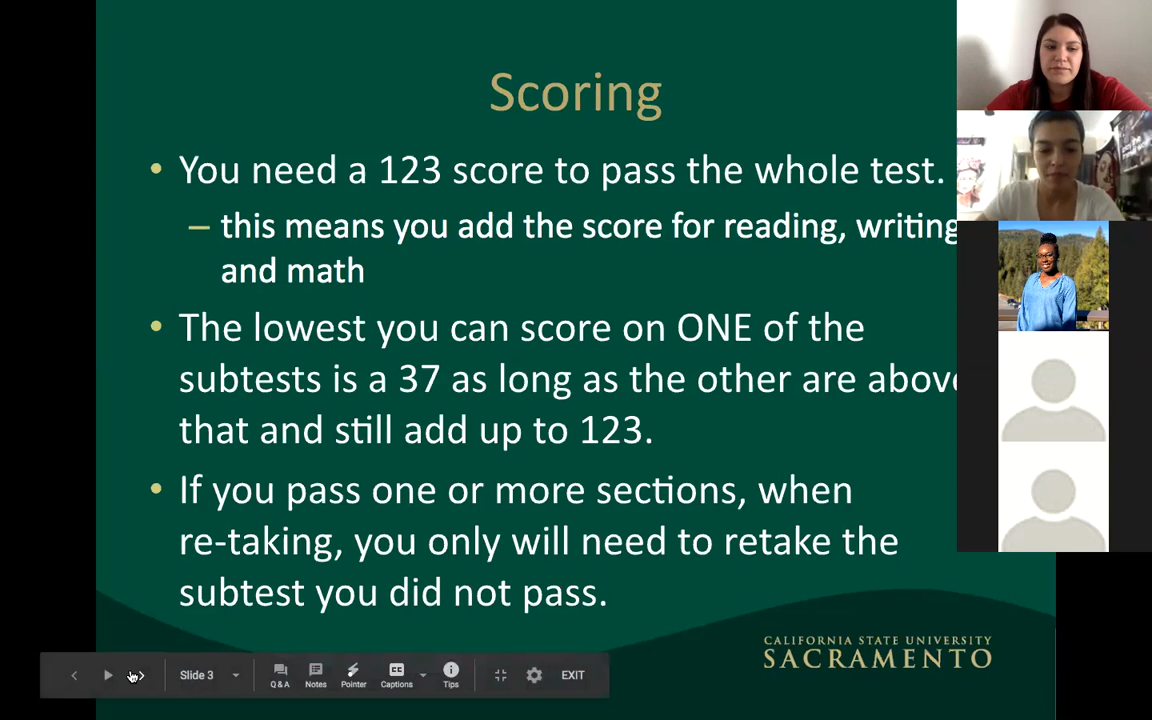 Scoring
• You need a 123 score to pass the whole test.
– this means you add the score for reading, writing
and math
• The lowest you can score on ONE of the
subtests is a 37 as long as the other are above
that and still add up to 123.
• If you pass one or more sections, when
re-taking, you only will need to retake the
subtest you did not pass.
CALIFORNIA STATE UNIVERSITY
SACRAMENTO
Slide 3
Q & A
Notes
Pointer
Captions
Tips
EXIT